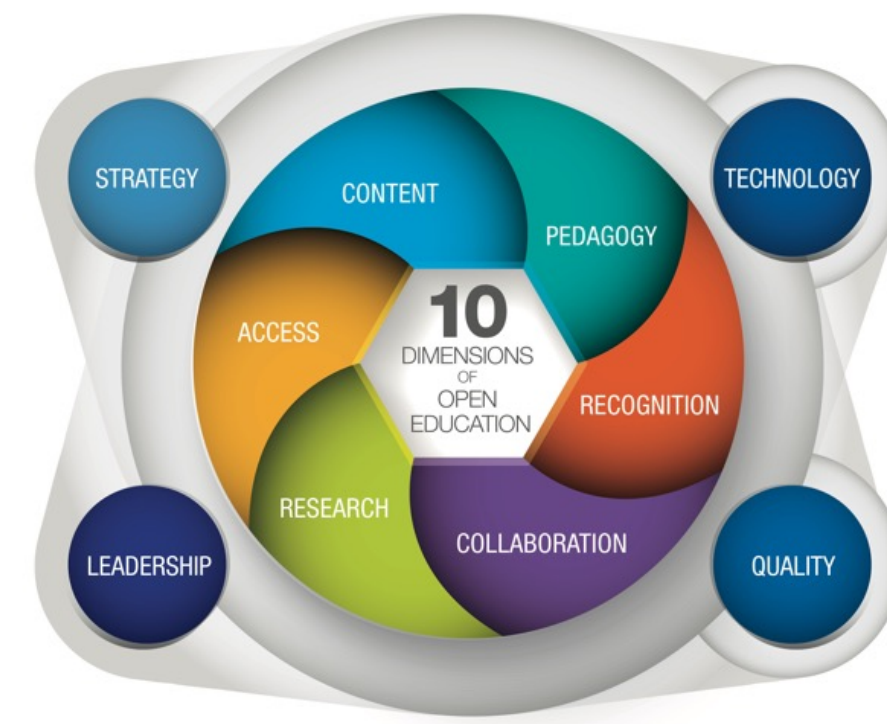 STRATEGY
TECHNOLOGY
CONTENT
PEDAGOGY
ACCESS
10
DIMENSIONS
OF
OPEN
EDUCATION
RECOGNITION
RESEARCH
COLLABORATION
LEADERSHIP
QUALITY